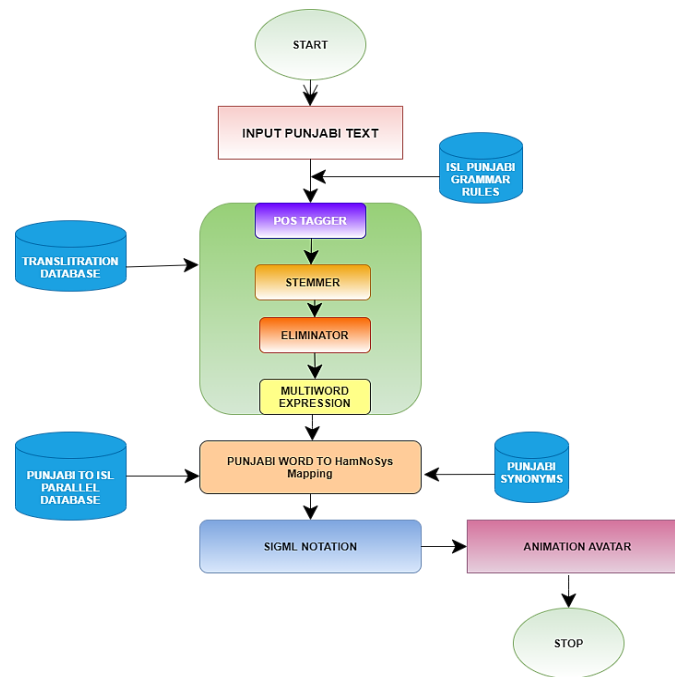 START
INPUT PUNJABI TEXT
ISL PUNJABI
GRAMMAR
RULES
POS TAGGER
TRANSLITRATION
DATABASE
STEMMER
ELIMINATOR
MULTIWORD
EXPRESSION
PUNJABI TO ISL
PARALLEL
DATABASE
PUNJABI WORD TO HamNoSys
Mapping
PUNJABI
SYNONYMS
SIGML NOTATION
ANIMATION AVATAR
STOP